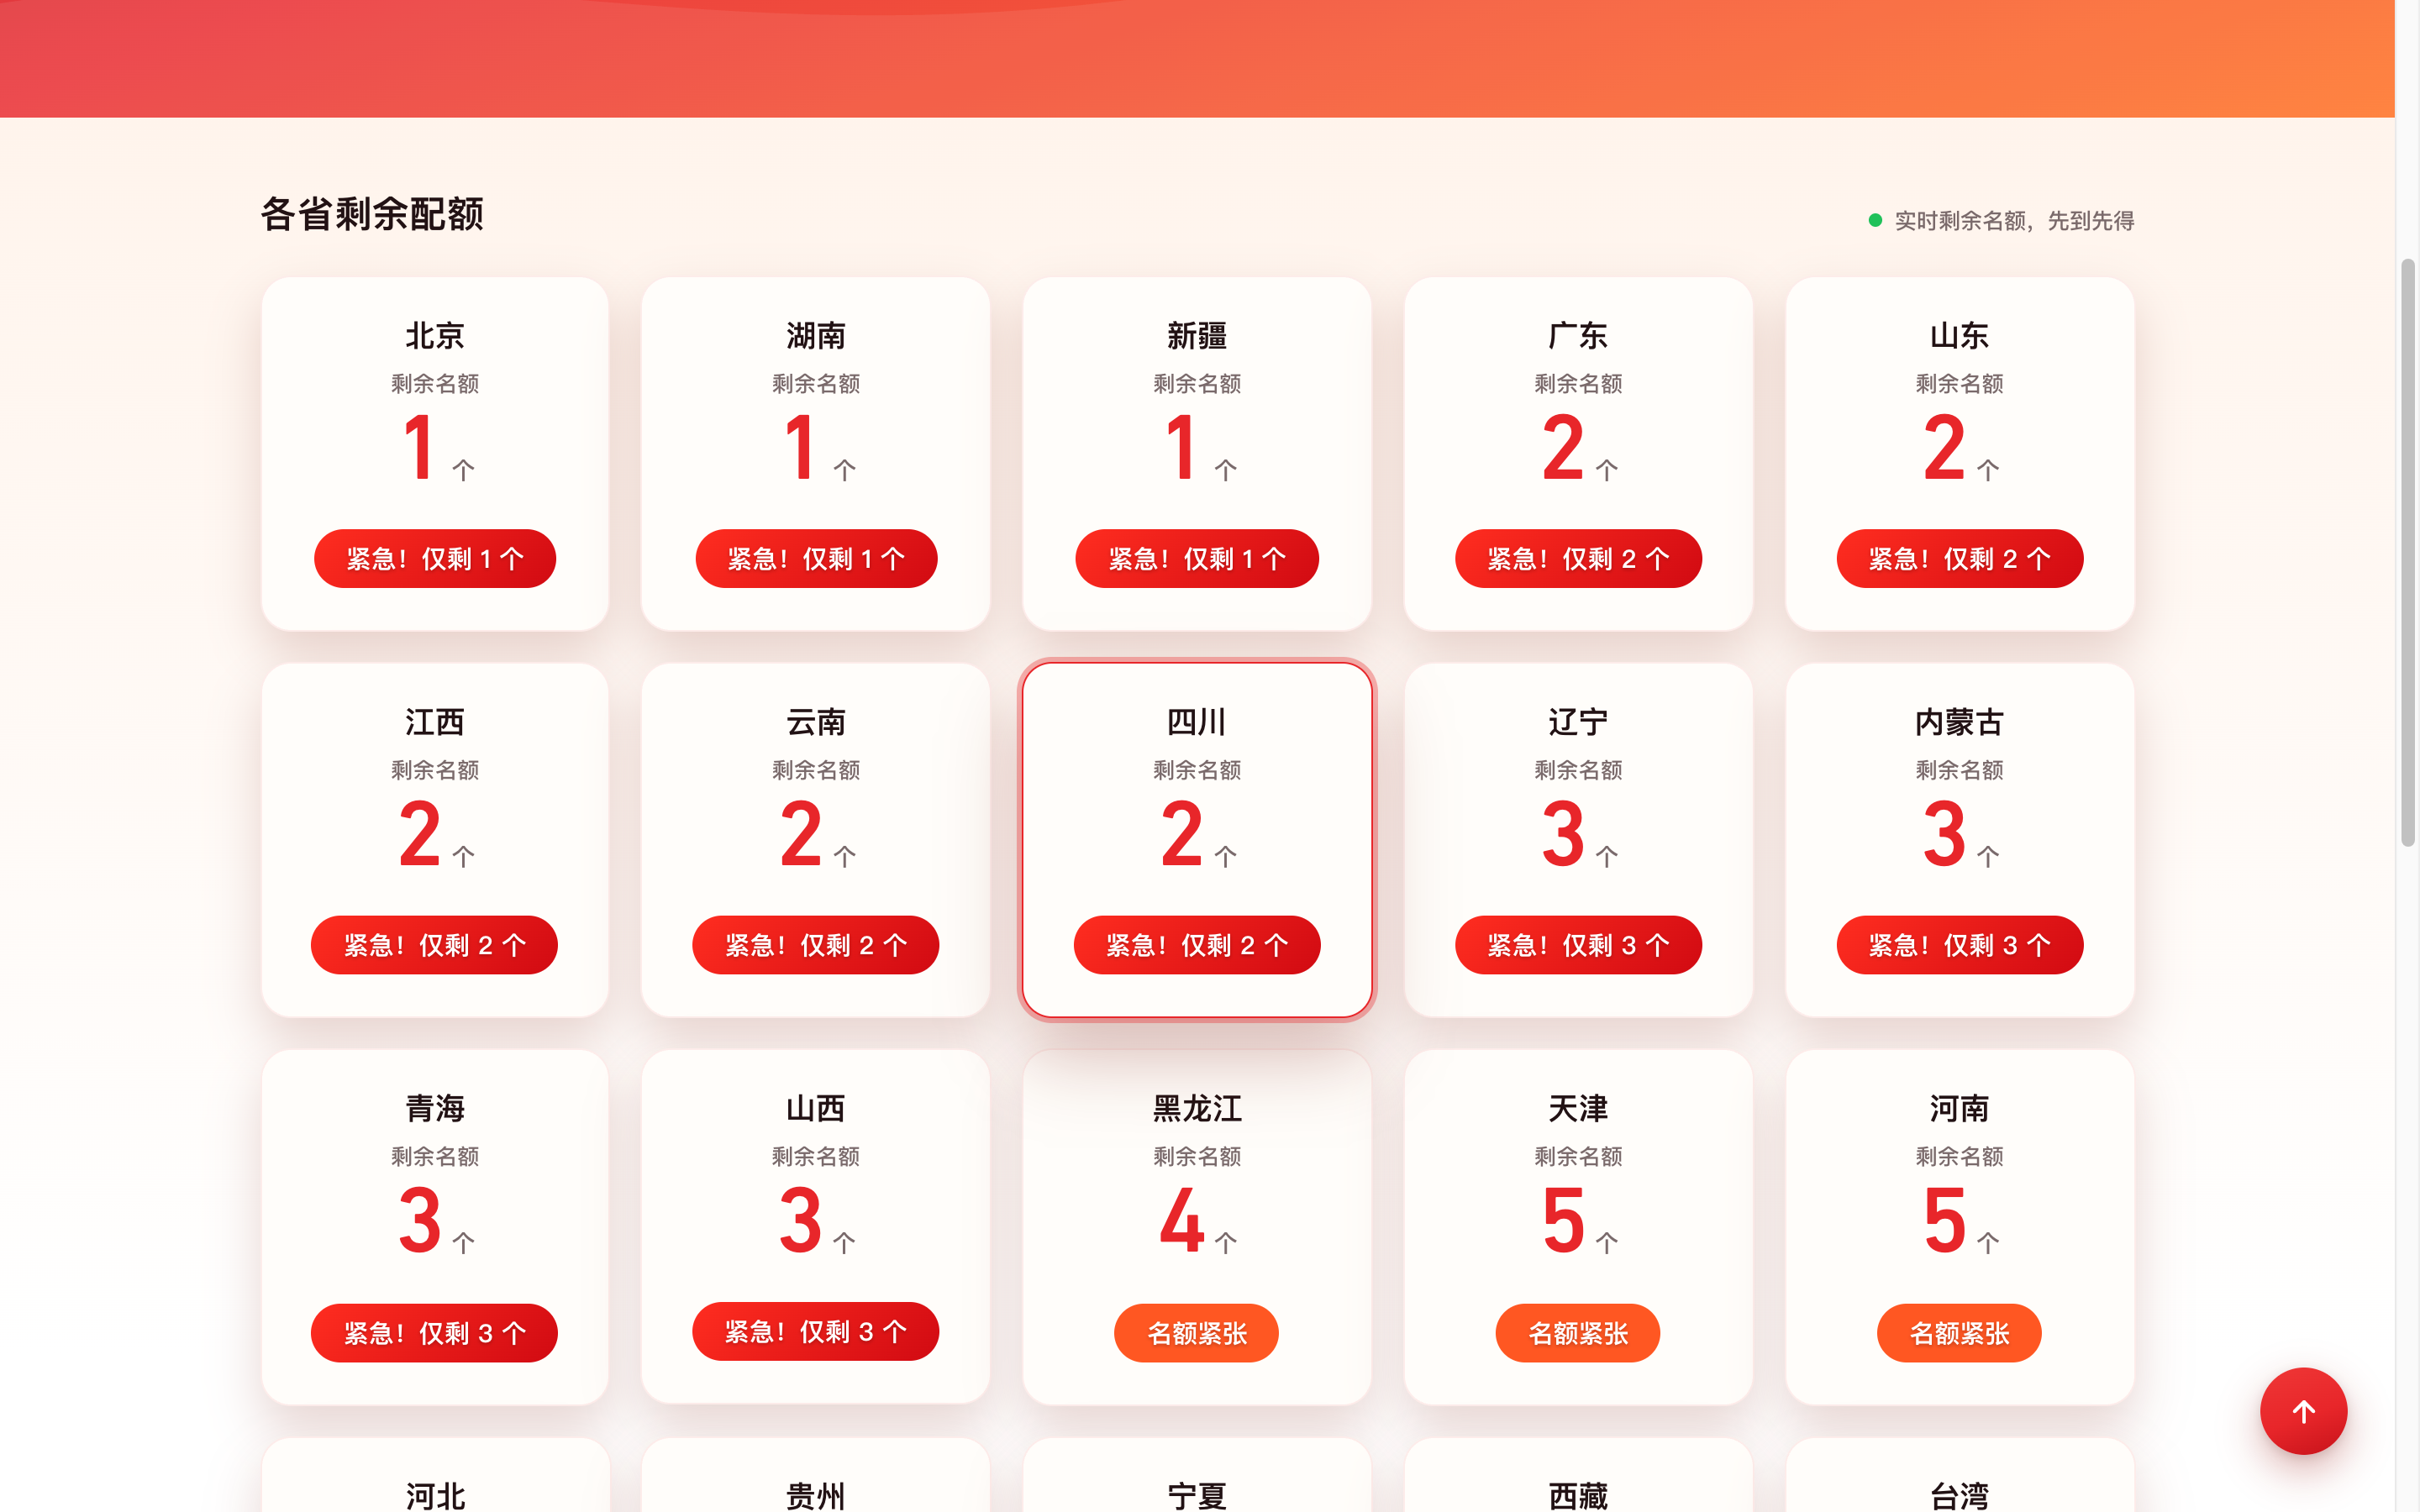 各省剩余配额
实时剩余名额，先到先得
北京
剩余名额
1 个
紧急！仅剩 1 个
湖南
剩余名额
1 个
紧急！仅剩 1 个
新疆
剩余名额
1 个
紧急！仅剩 1 个
广东
剩余名额
2 个
紧急！仅剩 2 个
山东
剩余名额
2 个
紧急！仅剩 2 个
江西
剩余名额
2 个
紧急！仅剩 2 个
云南
剩余名额
2 个
紧急！仅剩 2 个
四川
剩余名额
2 个
紧急！仅剩 2 个
辽宁
剩余名额
3 个
紧急！仅剩 3 个
内蒙古
剩余名额
3 个
紧急！仅剩 3 个
青海
剩余名额
3 个
紧急！仅剩 3 个
山西
剩余名额
3 个
紧急！仅剩 3 个
黑龙江
剩余名额
4 个
名额紧张
天津
剩余名额
5 个
名额紧张
河南
剩余名额
5 个
名额紧张
河北
贵州
宁夏
西藏
台湾